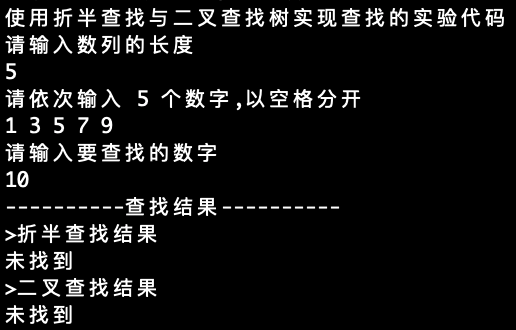 使用折半查找与二叉查找树实现查找的实验代码
请输入数列的长度
5
请依次输入 5 个数字,以空格分开
1 3 5 7 9
请输入要查找的数字
10
----------查找结果----------
>折半查找结果
未找到
>二叉查找结果
未找到